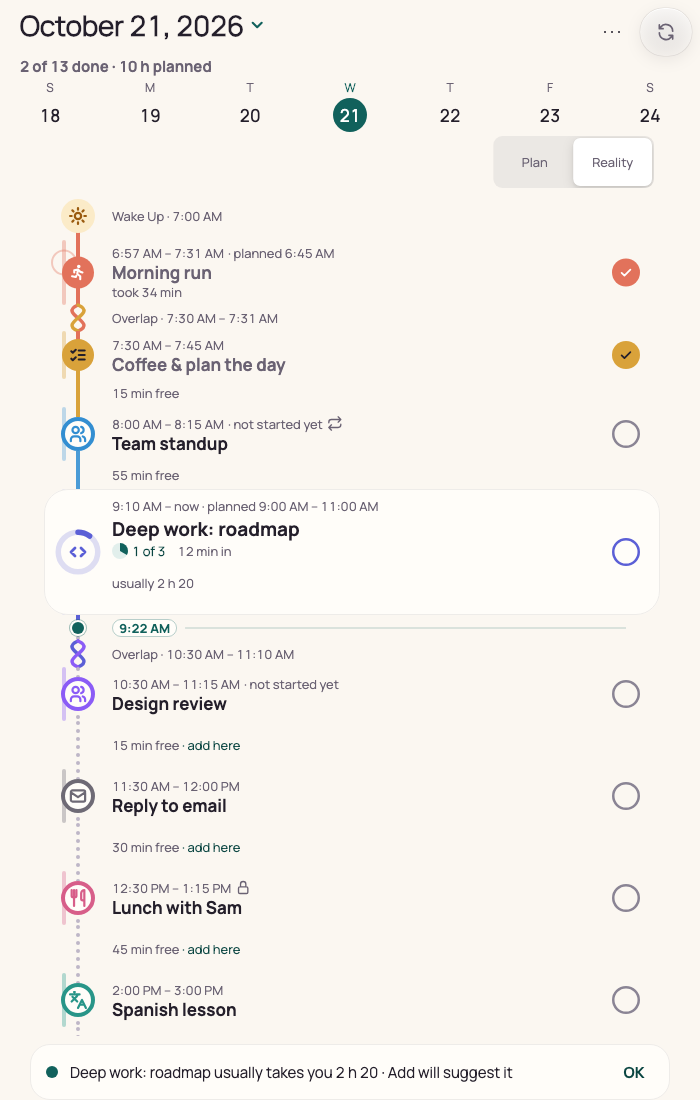 October 21, 2026
...
2 of 13 done · 10 h planned
S M T W T F S
18 19 20 21 22 23 24
Plan Reality
Wake Up · 7:00 AM
6:57 AM – 7:31 AM · planned 6:45 AM
Morning run
took 34 min
Overlap · 7:30 AM – 7:31 AM
7:30 AM – 7:45 AM
Coffee & plan the day
15 min free
8:00 AM – 8:15 AM · not started yet
Team standup
55 min free
9:10 AM – now · planned 9:00 AM – 11:00 AM
Deep work: roadmap
1 of 3 12 min in
usually 2 h 20
9:22 AM
Overlap · 10:30 AM – 11:10 AM
10:30 AM – 11:15 AM · not started yet
Design review
15 min free · add here
11:30 AM – 12:00 PM
Reply to email
30 min free · add here
12:30 PM – 1:15 PM
Lunch with Sam
45 min free · add here
2:00 PM – 3:00 PM
Spanish lesson
Deep work: roadmap usually takes you 2 h 20 · Add will suggest it OK